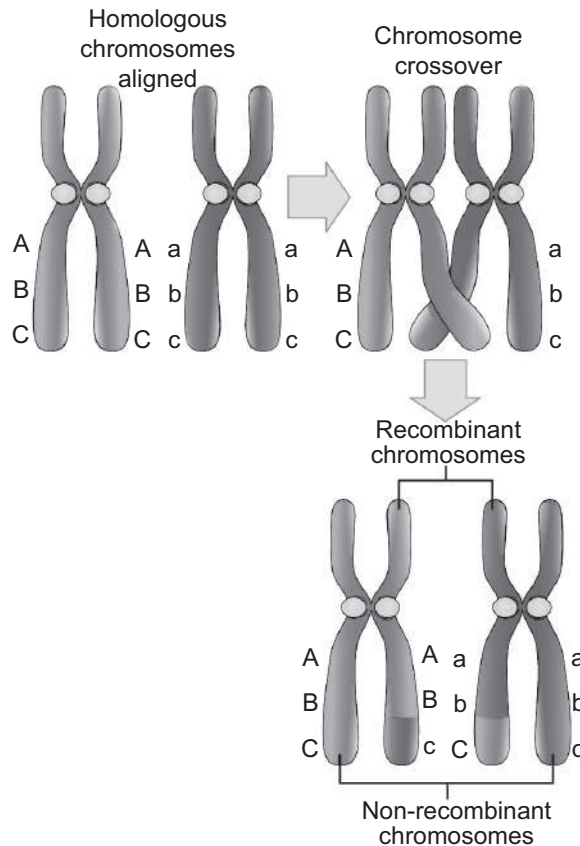 Homologous
chromosomes
aligned
Chromosome
crossover
A A a a A a
B B b b B b
C C c c C c
Recombinant
chromosomes
A A a a
B B b b
C c C c
Non-recombinant
chromosomes